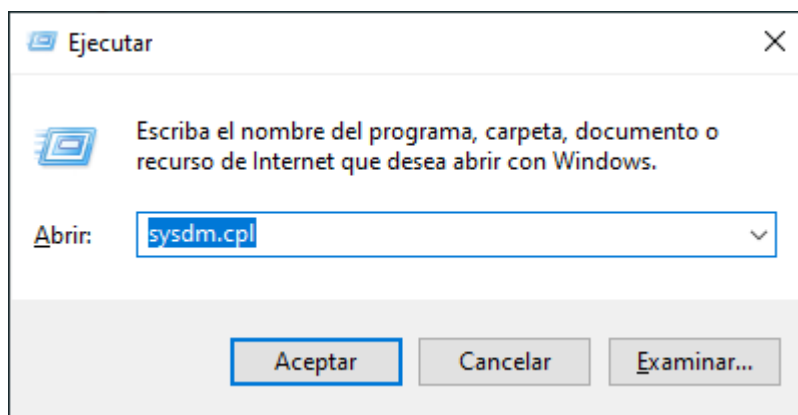 Ejecutar
Escriba el nombre del programa, carpeta, documento o
recurso de Internet que desea abrir con Windows.
Abrir: sysdm.cpl
Aceptar Cancelar Examinar...